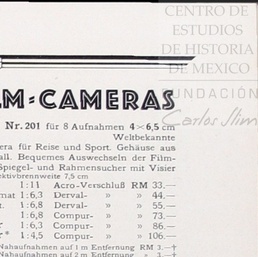 CENTRO DE
ESTUDIOS
DE HISTORIA
DE MEXICO
FUNDACIÓN
Carlos Slim
LM-CAMERAS
Nr. 201 für 8 Aufnahmen 4×6,5 cm
Weltbekannte
era für Reise und Sport. Gehäuse aus
all. Bequemes Auswechseln der Film-
Spiegel- und Rahmensucher mit Visier
ektivbrennweite 7,5 cm
1:11 Acro-Verschluß RM 33.—
mat 1:6,3 Derval- » » 44.—
1:6,8 Derval- » » 55.—
1:6,8 Compur- » » 73.—
r 1:6,3 Compur- » » 86.—
r* 1:4,5 Compur- » » 106.—
Nahaufnahmen auf 1 m Entfernung RM 3.—†
Nahaufnahmen auf 2 m Entfernung » 3.—†